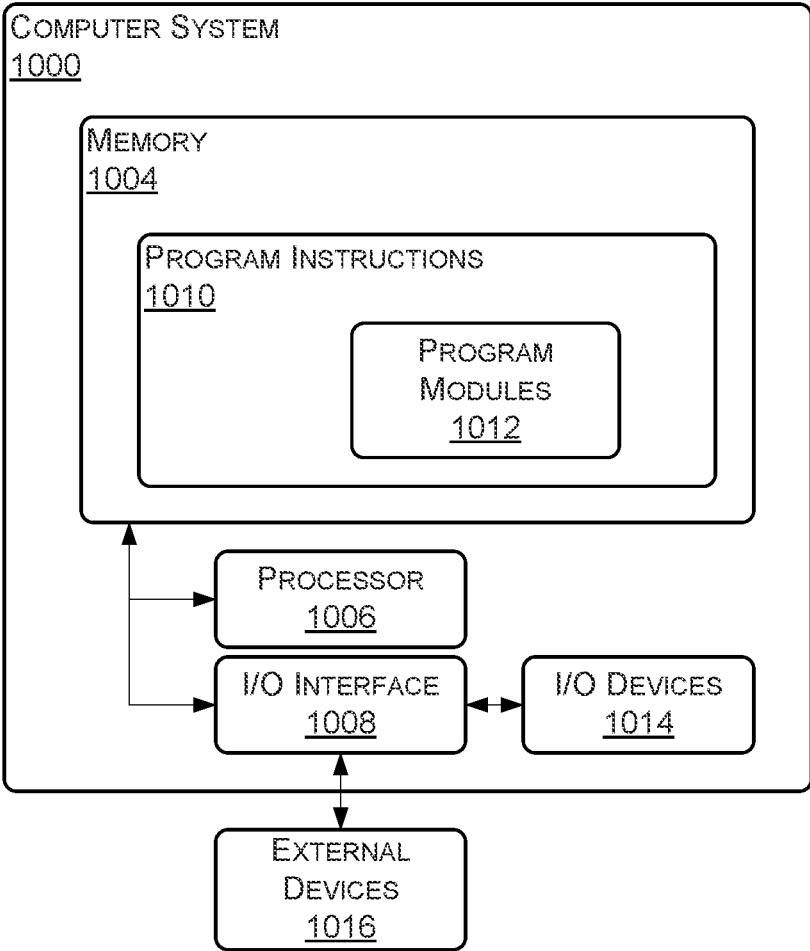 COMPUTER SYSTEM
1000
MEMORY
1004
PROGRAM INSTRUCTIONS
1010
PROGRAM
MODULES
1012
PROCESSOR
1006
I/O INTERFACE
1008
I/O DEVICES
1014
EXTERNAL
DEVICES
1016